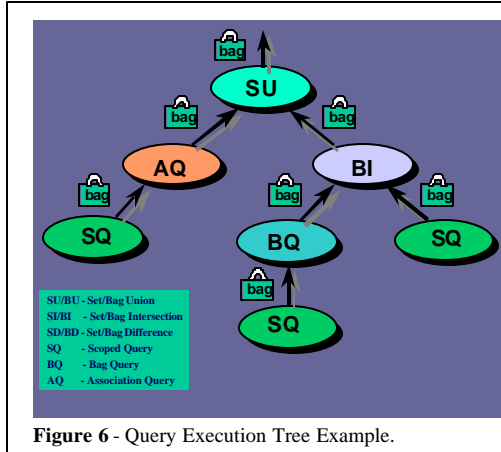 bag
SU
bag
bag
AQ
BI
bag
bag
bag
SQ
BQ
SQ
bag
SQ
SU/BU - Set/Bag Union
SI/BI - Set/Bag Intersection
SD/BD - Set/Bag Difference
SQ - Scoped Query
BQ - Bag Query
AQ - Association Query
Figure 6 - Query Execution Tree Example.